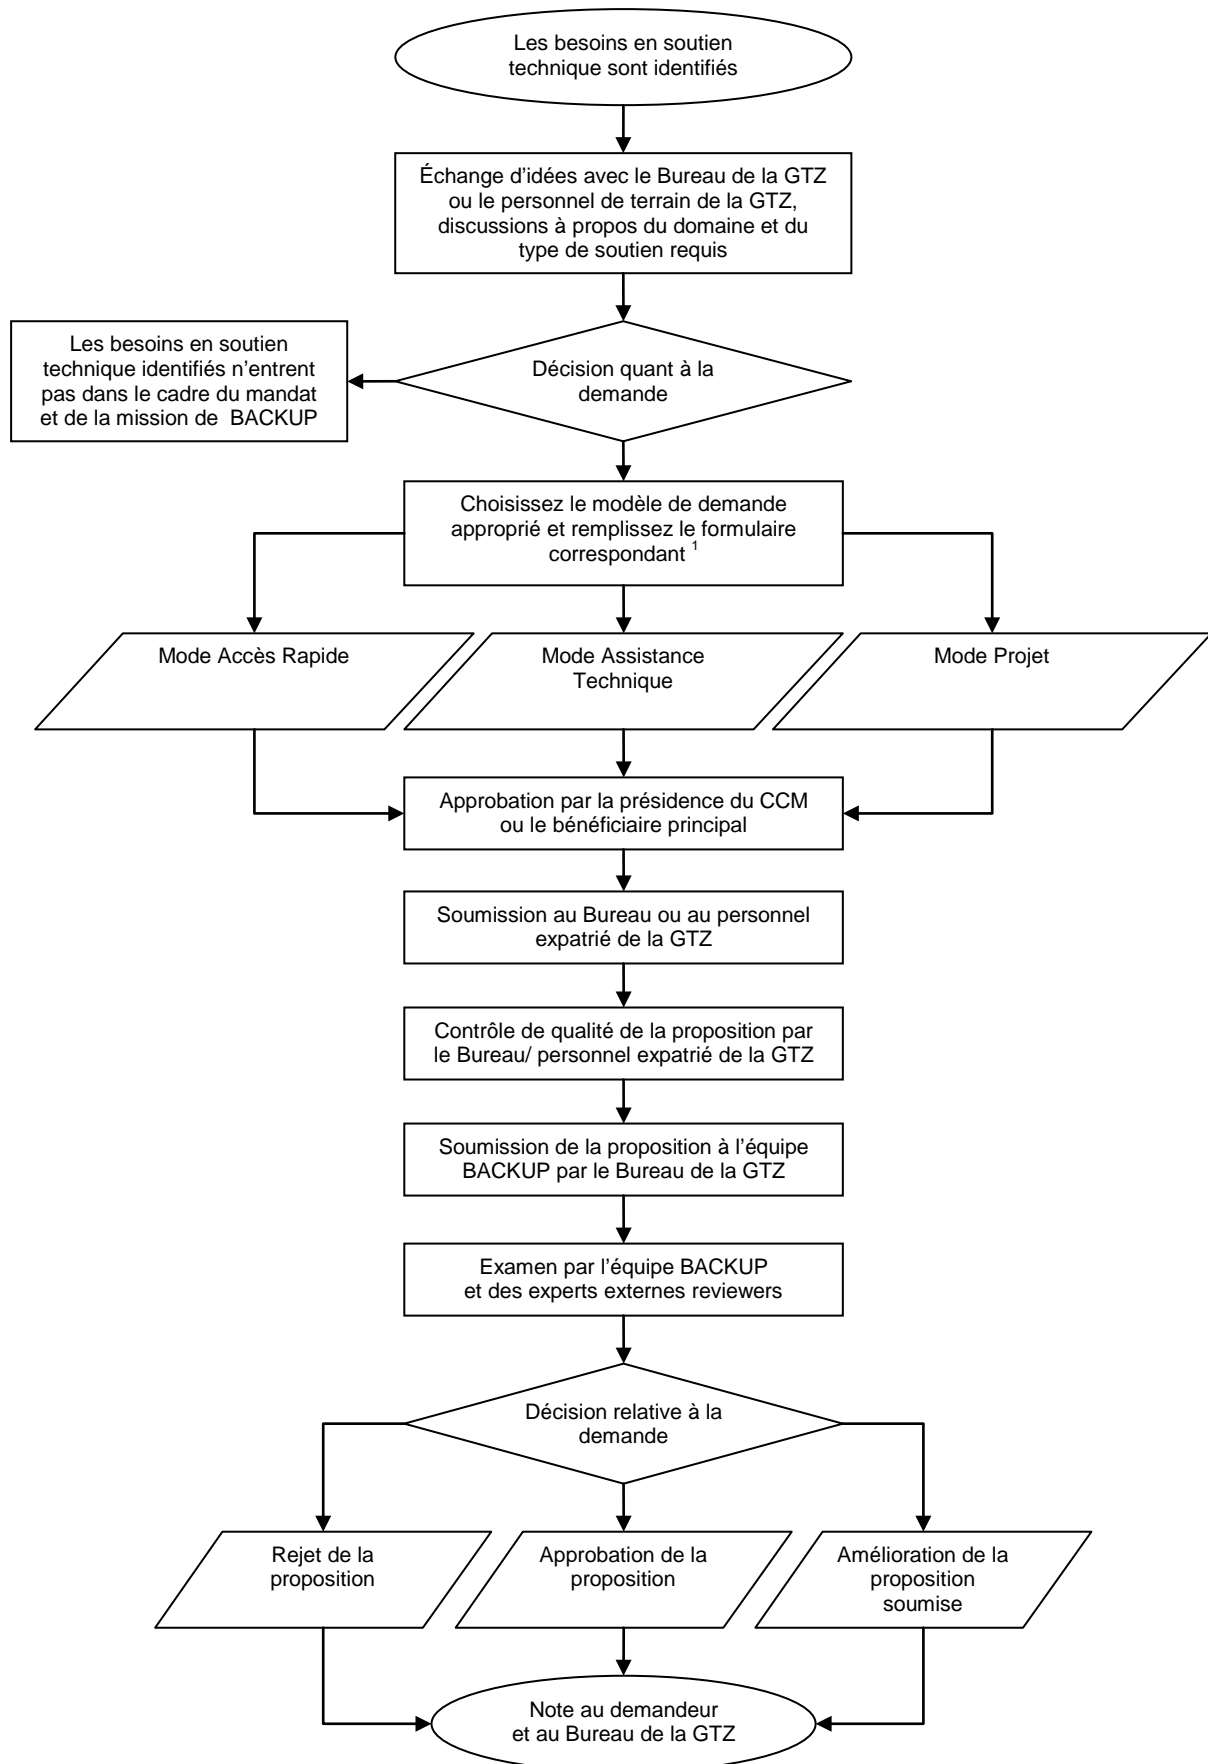 Les besoins en soutien
technique sont identifiés
Échange d'idées avec le Bureau de la GTZ
ou le personnel de terrain de la GTZ,
discussions à propos du domaine et du
type de soutien requis
Les besoins en soutien
technique identifiés n'entrent
pas dans le cadre du mandat
et de la mission de BACKUP
Décision quant à la
demande
Choisissez le modèle de demande
approprié et remplissez le formulaire
correspondant 1
Mode Accès Rapide
Mode Assistance
Technique
Mode Projet
Approbation par la présidence du CCM
ou le bénéficiaire principal
Soumission au Bureau ou au personnel
expatrié de la GTZ
Contrôle de qualité de la proposition par
le Bureau/ personnel expatrié de la GTZ
Soumission de la proposition à l'équipe
BACKUP par le Bureau de la GTZ
Examen par l'équipe BACKUP
et des experts externes reviewers
Décision relative à la
demande
Rejet de la
proposition
Approbation de la
proposition
Amélioration de la
proposition
soumise
Note au demandeur
et au Bureau de la GTZ